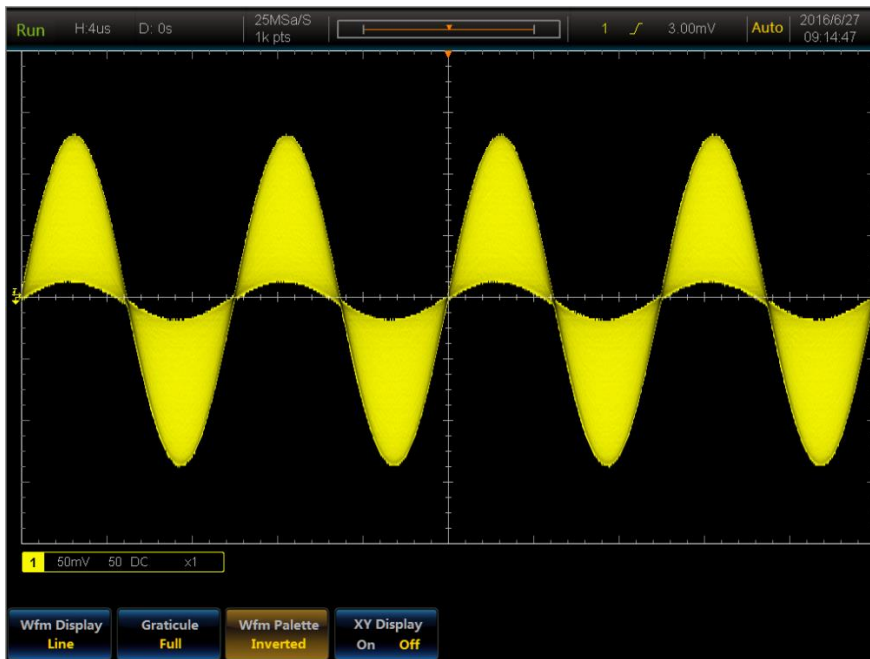 Run H:4us D: 0s 25MSa/S 1 3.00mV Auto 2016/6/27
1k pts 09:14:47
1 50mV 50 DC x1
Wfm Display Graticule Wfm Palette XY Display
Line Full Inverted On Off